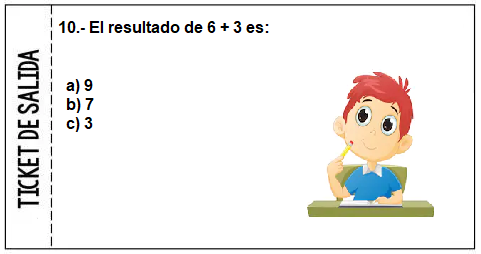 TICKET DE SALIDA
10.- El resultado de 6 + 3 es:
a) 9
b) 7
c) 3